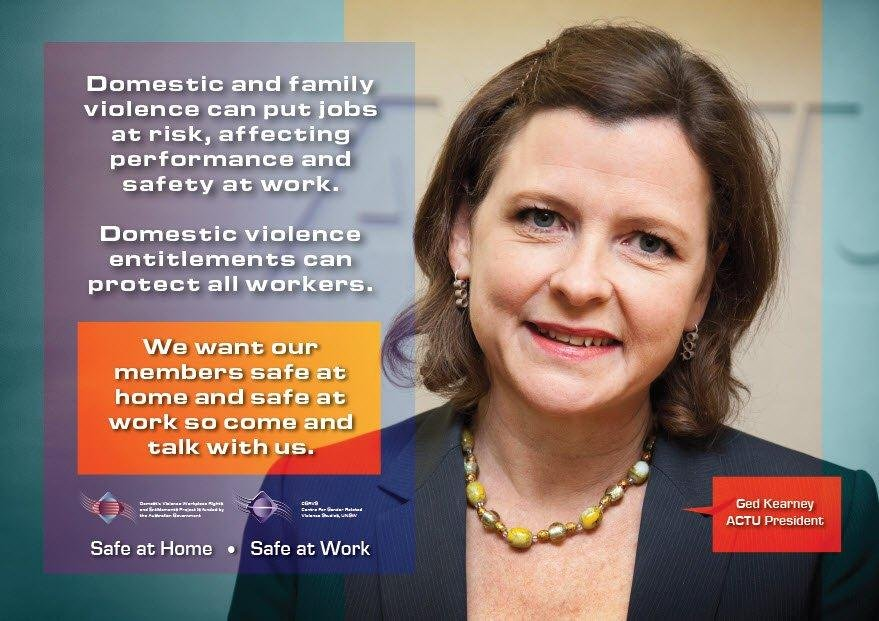 Domestic and family
violence can put jobs
at risk, affecting
performance and
safety at work.
Domestic violence
entitlements can
protect all workers.
We want our
members safe at
home and safe at
work so come and
talk with us.
Domestic Violence Workplace Rights
and Entitlements Project is funded by
the Australian Government
CGRVS
Centre For Gender Related
Violence Studies, UNSW
Safe at Home • Safe at Work
Ged Kearney
ACTU President